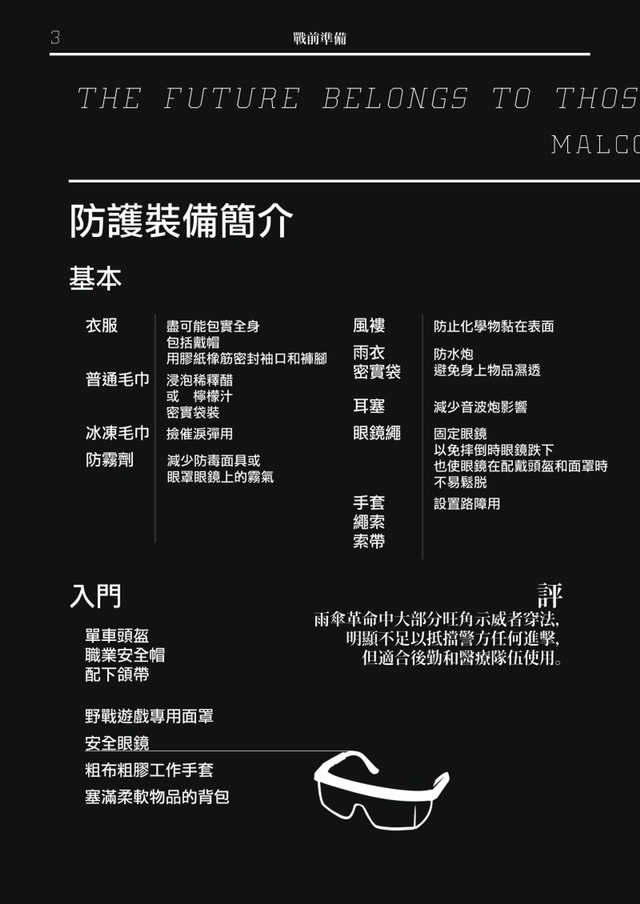 3
戰前準備
THE FUTURE BELONGS TO THOS
MALCO
防護裝備簡介
基本
衣服
盡可能包實全身
包括戴帽
用膠紙橡筋密封袖口和褲腳
普通毛巾
浸泡稀釋醋
或 檸檬汁
密實袋裝
冰凍毛巾
撿催淚彈用
防霧劑
減少防毒面具或
眼罩眼鏡上的霧氣
風褸
防止化學物黏在表面
雨衣
密實袋
防水炮
避免身上物品濕透
耳塞
減少音波炮影響
眼鏡繩
固定眼鏡
以免摔倒時眼鏡跌下
也使眼鏡在配戴頭盔和面罩時
不易鬆脱
手套
繩索
索帶
設置路障用
入門
單車頭盔
職業安全帽
配下頜帶
野戰遊戲專用面罩
安全眼鏡
粗布粗膠工作手套
塞滿柔軟物品的背包
評
雨傘革命中大部分旺角示威者穿法,
明顯不足以抵擋警方任何進擊,
但適合後勤和醫療隊伍使用。